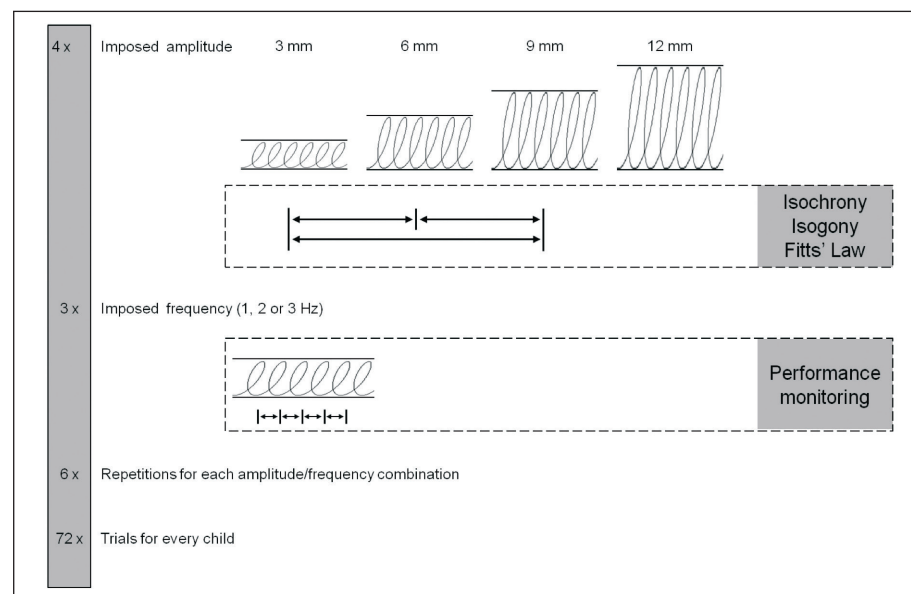 4 x Imposed amplitude 3 mm 6 mm 9 mm 12 mm
Isochrony
Isogony
Fitts' Law
3 x Imposed frequency (1, 2 or 3 Hz)
Performance
monitoring
6 x Repetitions for each amplitude/frequency combination
72 x Trials for every child